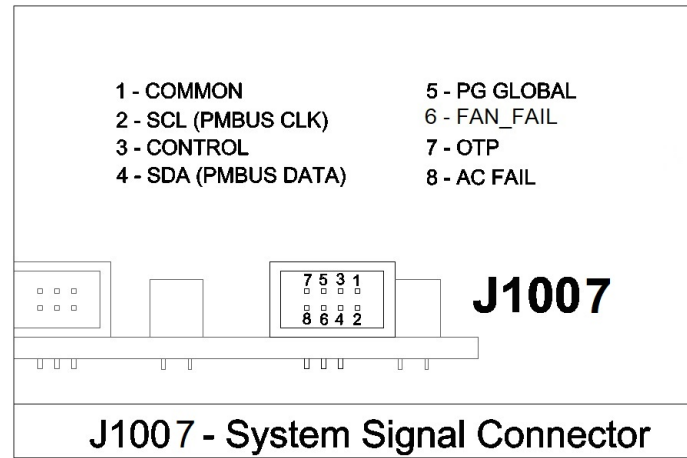 1 - COMMON
2 - SCL (PMBUS CLK)
3 - CONTROL
4 - SDA (PMBUS DATA)
5 - PG GLOBAL
6 - FAN_FAIL
7 - OTP
8 - AC FAIL
7 5 3 1
8 6 4 2
J1007
J1007 - System Signal Connector